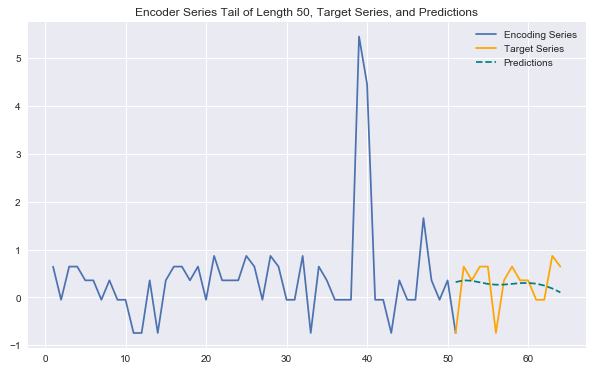 Encoder Series Tail of Length 50, Target Series, and Predictions
Encoding Series
Target Series
Predictions
5
4
3
2
1
0
−1
0 10 20 30 40 50 60